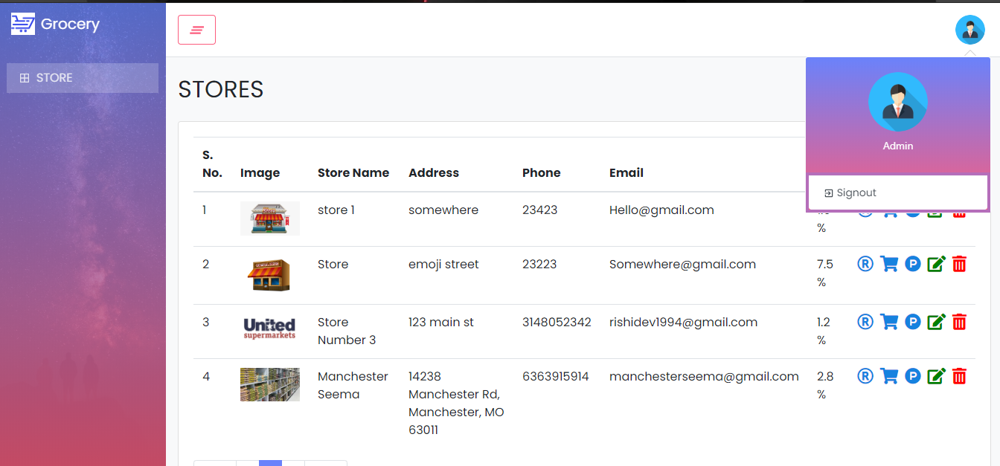 Grocery
STORE
STORES
Admin
Signout
S.
No. Image Store Name Address Phone Email
1 store 1 somewhere 23423 Hello@gmail.com
%
2 Store emoji street 23223 Somewhere@gmail.com 7.5
%
R P
3 United
supermarkets
Store
Number 3
123 main st 3148052342 rishidev1994@gmail.com 1.2
%
R P
4 Manchester
Seema
14238
Manchester Rd,
Manchester, MO
63011
6363915914 manchesterseema@gmail.com 2.8
%
R P